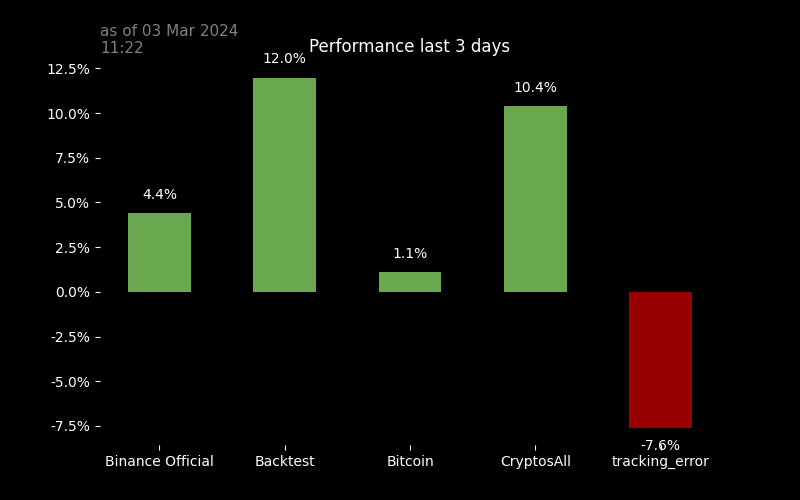 as of 03 Mar 2024
11:22
Performance last 3 days
12.5%
10.0%
7.5%
5.0%
2.5%
0.0%
-2.5%
-5.0%
-7.5%
4.4%
12.0%
1.1%
10.4%
-7.6%
Binance Official
Backtest
Bitcoin
CryptosAll
tracking_error